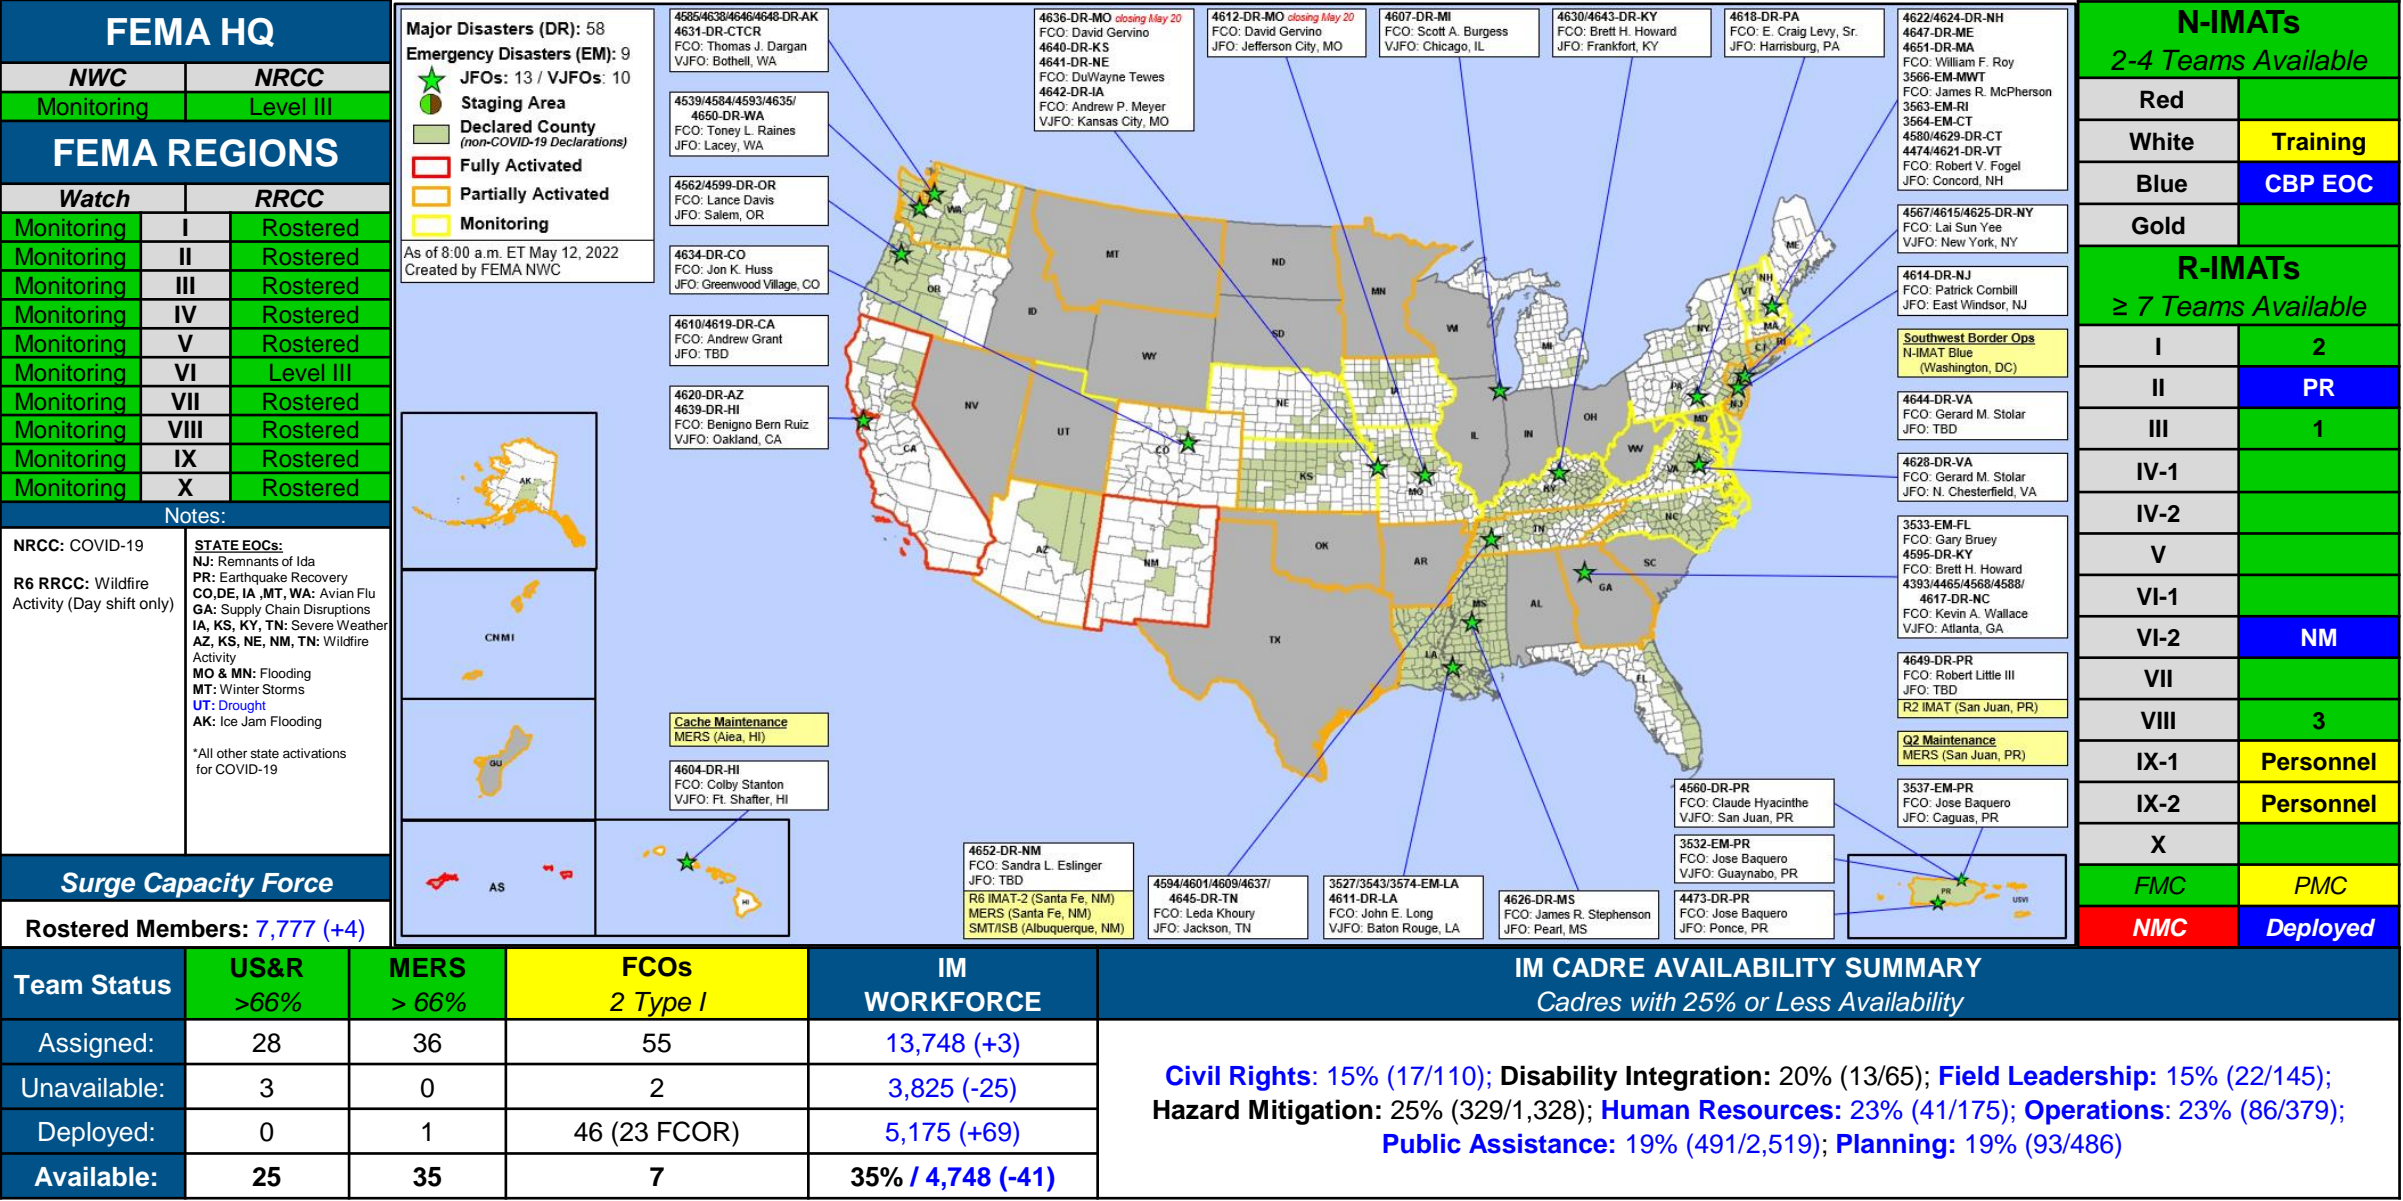 FEMA HQ
NWC NRCC
Monitoring Level III
FEMA REGIONS
Watch RRCC
Monitoring I Rostered
Monitoring II Rostered
Monitoring III Rostered
Monitoring IV Rostered
Monitoring V Rostered
Monitoring VI Level III
Monitoring VII Rostered
Monitoring VIII Rostered
Monitoring IX Rostered
Monitoring X Rostered
Notes:
NRCC: COVID-19
R6 RRCC: Wildfire
Activity (Day shift only)
STATE EOCs:
NJ: Remnants of Ida
PR: Earthquake Recovery
CO,DE, IA ,MT, WA: Avian Flu
GA: Supply Chain Disruptions
IA, KS, KY, TN: Severe Weather
AZ, KS, NE, NM, TN: Wildfire
Activity
MO & MN: Flooding
MT: Winter Storms
UT: Drought
AK: Ice Jam Flooding
*All other state activations
for COVID-19
Surge Capacity Force
Rostered Members: 7,777 (+4)
Major Disasters (DR): 58
Emergency Disasters (EM): 9
JFOs: 13 / VJFOs: 10
Staging Area
Declared County
(non-COVID-19 Declarations)
Fully Activated
Partially Activated
Monitoring
As of 8:00 a.m. ET May 12, 2022
Created by FEMA NWC
4585/4638/4646/4648-DR-AK
4631-DR-CTCR
FCO: Thomas J. Dargan
VJFO: Bothell, WA
4539/4584/4593/4635/
4650-DR-WA
FCO: Toney L. Raines
JFO: Lacey, WA
4562/4599-DR-OR
FCO: Lance Davis
JFO: Salem, OR
4634-DR-CO
FCO: Jon K. Huss
JFO: Greenwood Village, CO
4610/4619-DR-CA
FCO: Andrew Grant
JFO: TBD
4620-DR-AZ
4639-DR-HI
FCO: Benigno Bern Ruiz
VJFO: Oakland, CA
Cache Maintenance
MERS (Aiea, HI)
4604-DR-HI
FCO: Colby Stanton
VJFO: Ft. Shafter, HI
4636-DR-MO closing May 20
FCO: David Gervino
4640-DR-KS
4641-DR-NE
FCO: DuWayne Tewes
4642-DR-IA
FCO: Andrew P. Meyer
VJFO: Kansas City, MO
4612-DR-MO closing May 20
FCO: David Gervino
JFO: Jefferson City, MO
4607-DR-MI
FCO: Scott A. Burgess
VJFO: Chicago, IL
4630/4643-DR-KY
FCO: Brett H. Howard
JFO: Frankfort, KY
4618-DR-PA
FCO: E. Craig Levy, Sr.
JFO: Harrisburg, PA
4622/4624-DR-NH
4647-DR-ME
4651-DR-MA
FCO: William F. Roy
3566-EM-MWT
FCO: James R. McPherson
3563-EM-RI
3564-EM-CT
4580/4629-DR-CT
4474/4621-DR-VT
FCO: Robert V. Fogel
JFO: Concord, NH
4567/4615/4625-DR-NY
FCO: Lai Sun Yee
VJFO: New York, NY
4614-DR-NJ
FCO: Patrick Cornbill
JFO: East Windsor, NJ
Southwest Border Ops
N-IMAT Blue
(Washington, DC)
4644-DR-VA
FCO: Gerard M. Stolar
JFO: TBD
4628-DR-VA
FCO: Gerard M. Stolar
JFO: N. Chesterfield, VA
3533-EM-FL
FCO: Gary Bruey
4595-DR-KY
FCO: Brett H. Howard
4393/4465/4568/4588/
4617-DR-NC
FCO: Kevin A. Wallace
VJFO: Atlanta, GA
4649-DR-PR
FCO: Robert Little III
JFO: TBD
R2 IMAT (San Juan, PR)
Q2 Maintenance
MERS (San Juan, PR)
4560-DR-PR
FCO: Claude Hyacinthe
VJFO: San Juan, PR
3537-EM-PR
FCO: Jose Baquero
JFO: Caguas, PR
3532-EM-PR
FCO: Jose Baquero
VJFO: Guaynabo, PR
4473-DR-PR
FCO: Jose Baquero
JFO: Ponce, PR
4652-DR-NM
FCO: Sandra L. Eslinger
JFO: TBD
R6 IMAT-2 (Santa Fe, NM)
MERS (Santa Fe, NM)
SMT/ISB (Albuquerque, NM)
4594/4601/4609/4637/
4645-DR-TN
FCO: Leda Khoury
JFO: Jackson, TN
3527/3543/3574-EM-LA
4611-DR-LA
FCO: John E. Long
VJFO: Baton Rouge, LA
4626-DR-MS
FCO: James R. Stephenson
JFO: Pearl, MS
WA
MT
ND
MN
ME
NH
VT
OR
ID
SD
WI
MI
NY
MA
CT
RI
WY
IA
PA
NJ
NV
UT
NE
IL
IN
OH
MD
WV
CA
CO
KS
MO
KY
VA
AZ
NM
OK
AR
TN
NC
SC
TX
MS
AL
GA
LA
FL
AK
CNMI
GU
AS
HI
PR
USVI
N-IMATs
2-4 Teams Available
Red
White Training
Blue CBP EOC
Gold
R-IMATs
≥ 7 Teams Available
I 2
II PR
III 1
IV-1
IV-2
V
VI-1
VI-2 NM
VII
VIII 3
IX-1 Personnel
IX-2 Personnel
X
FMC PMC
NMC Deployed
Team Status US&R MERS FCOs IM
>66% > 66% 2 Type I WORKFORCE
Assigned: 28 36 55 13,748 (+3)
Unavailable: 3 0 2 3,825 (-25)
Deployed: 0 1 46 (23 FCOR) 5,175 (+69)
Available: 25 35 7 35% / 4,748 (-41)
IM CADRE AVAILABILITY SUMMARY
Cadres with 25% or Less Availability
Civil Rights: 15% (17/110); Disability Integration: 20% (13/65); Field Leadership: 15% (22/145);
Hazard Mitigation: 25% (329/1,328); Human Resources: 23% (41/175); Operations: 23% (86/379);
Public Assistance: 19% (491/2,519); Planning: 19% (93/486)